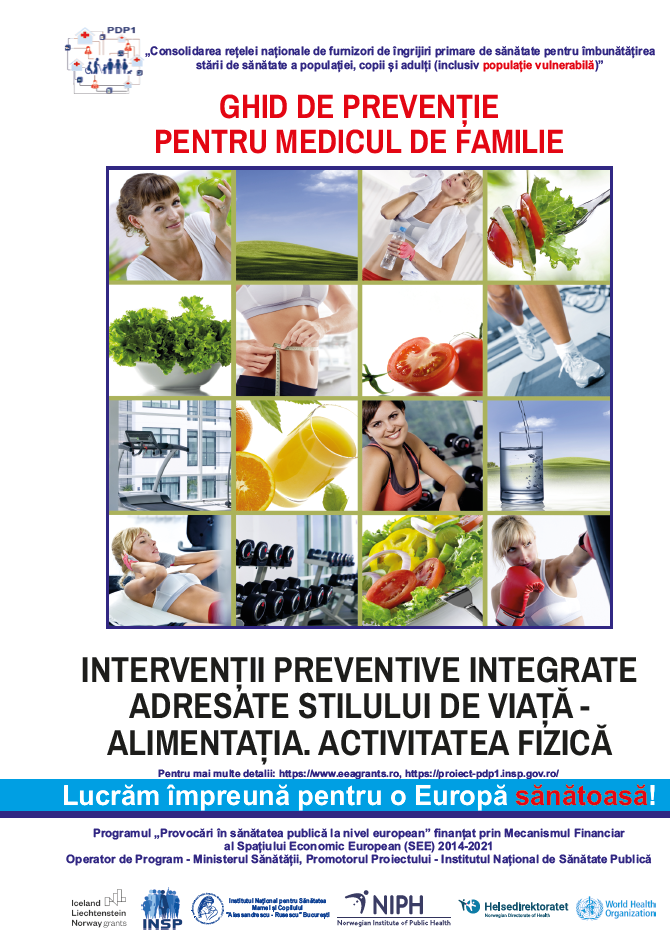 PDP1
„Consolidarea rețelei naționale de furnizori de îngrijiri primare de sănătate pentru îmbunătățirea
stării de sănătate a populației, copii și adulți (inclusiv populație vulnerabilă)”
GHID DE PREVENȚIE
PENTRU MEDICUL DE FAMILIE
INTERVENȚII PREVENTIVE INTEGRATE
ADRESATE STILULUI DE VIAȚĂ -
ALIMENTAȚIA. ACTIVITATEA FIZICĂ
Pentru mai multe detalii: https://www.eeagrants.ro, https://proiect-pdp1.insp.gov.ro/
Lucrăm împreună pentru o Europă sănătoasă!
Programul „Provocări în sănătatea publică la nivel european” finanțat prin Mecanismul Financiar
al Spațiului Economic European (SEE) 2014-2021
Operator de Program - Ministerul Sănătății, Promotorul Proiectului - Institutul Național de Sănătate Publică
Iceland
Liechtenstein
Norway grants
INSP
Institutul Național pentru Sănătatea
Mamei și Copilului
"Alessandrescu - Rusescu" București
NIPH
Norwegian Institute of Public Health
Helsedirektoratet
Norwegian Directorate of Health
World Health
Organization